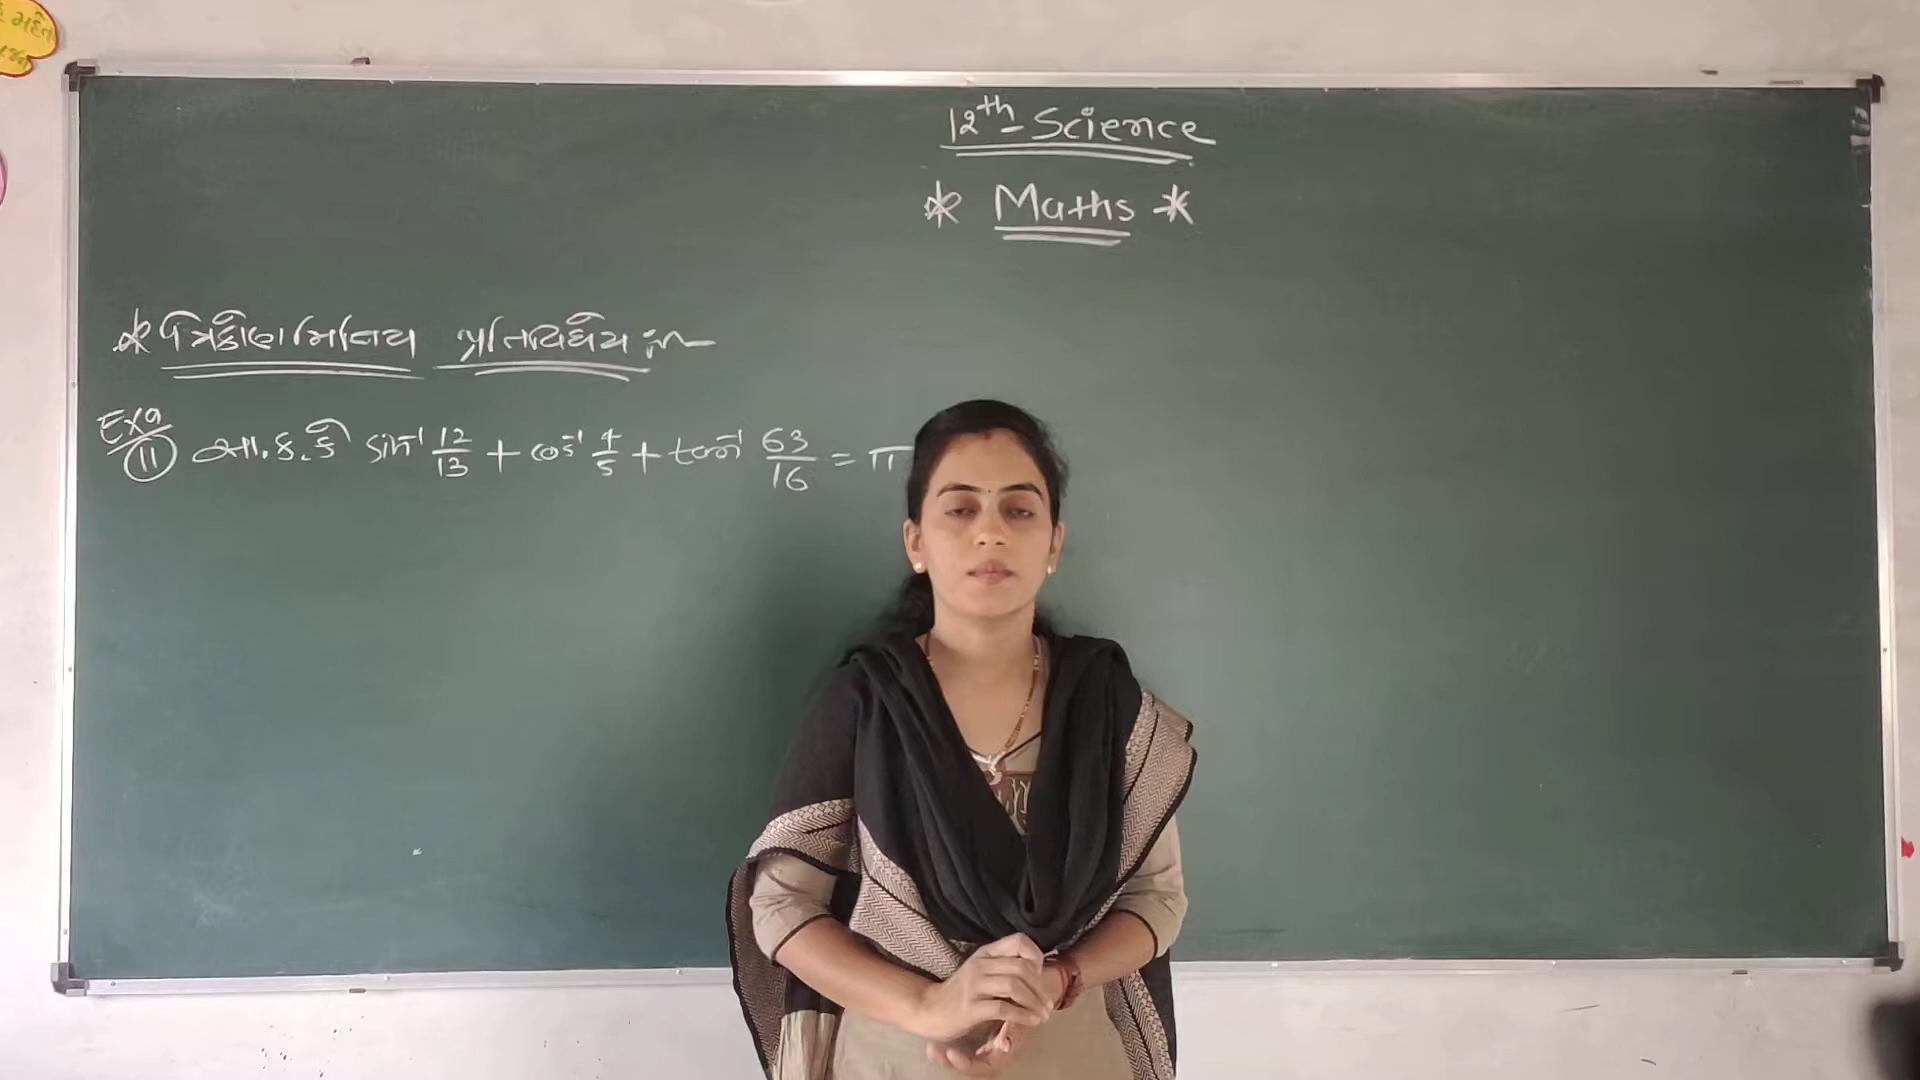 12th - Science
* Maths *
* ત્રિકોણમિતિય પ્રતિવિધેય :~
Exa 11 સા.ક.કે sin⁻¹ 12/13 + cos⁻¹ 4/5 + tan⁻¹ 63/16 = π